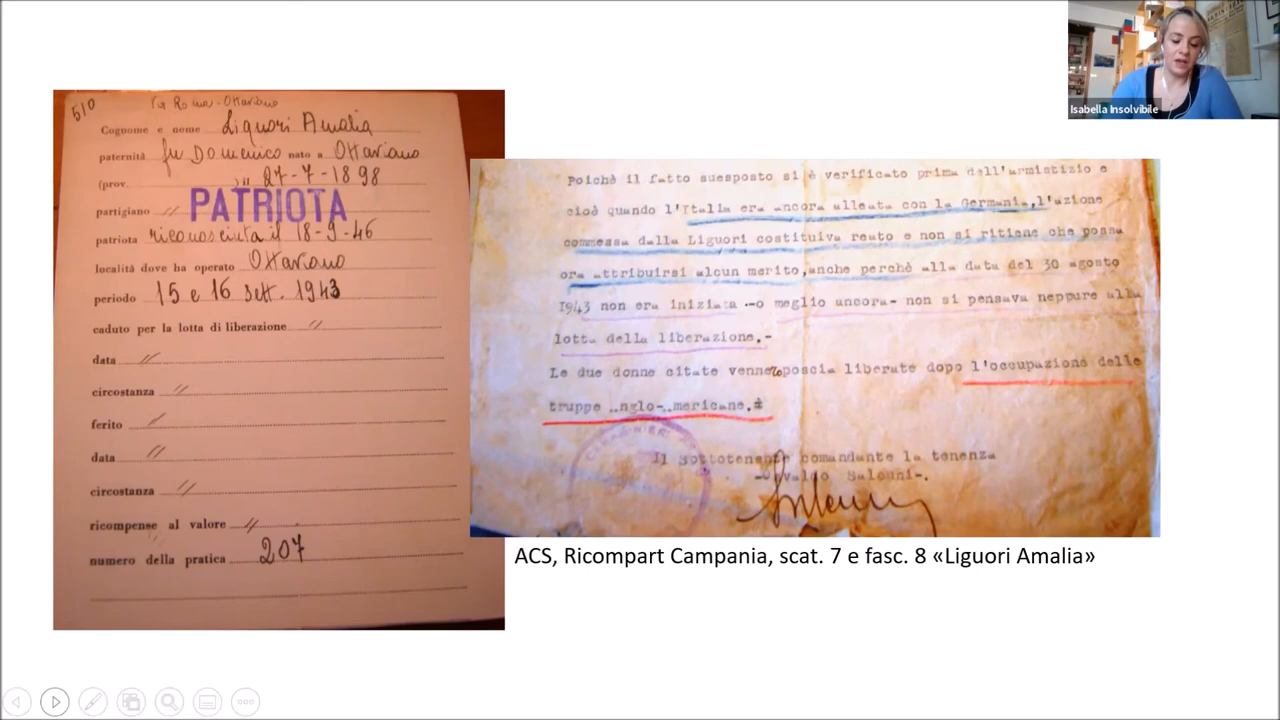 Isabella Insolvibile
510
Via Roma - Ottaviano
Cognome e nome Liguori Amalia
paternità fu Domenico nato a Ottaviano
(prov. ) il 27-7-1898
partigiano //
PATRIOTA
patriota riconosciuta il 18-9-46
località dove ha operato Ottaviano
periodo 15 e 16 sett. 1943
caduto per la lotta di liberazione //
data //
circostanza //
ferito /
data //
circostanza //
ricompense al valore //
numero della pratica 207
Poichè il fatto suesposto si è verificato prima dell'armistizio e
cioè quando l'Italia era ancora alleata con la Germania,l'azione
commessa dalla Liguori costituiva reato e non si ritiene che possa
ora attribuirsi alcun merito,anche perchè alla data del 30 agosto
1943 non era iniziata -o meglio ancora- non si pensava neppure alla
lotta della liberazione.-
Le due donne citate vennero poscia liberate dopo l'occupazione delle
truppe anglo-americane.
Il Sottotenente comandante la tenenza
ACS, Ricompart Campania, scat. 7 e fasc. 8 «Liguori Amalia»